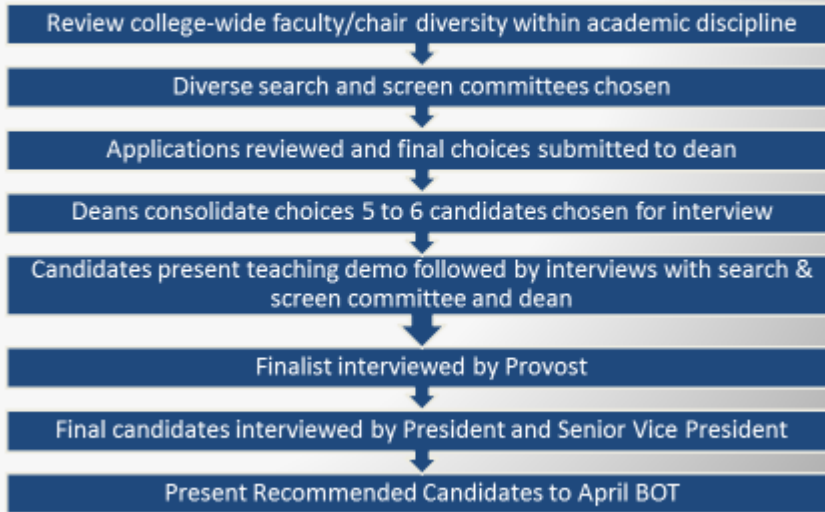 Review college-wide faculty/chair diversity within academic discipline
Diverse search and screen committees chosen
Applications reviewed and final choices submitted to dean
Deans consolidate choices 5 to 6 candidates chosen for interview
Candidates present teaching demo followed by interviews with search &
screen committee and dean
Finalist interviewed by Provost
Final candidates interviewed by President and Senior Vice President
Present Recommended Candidates to April BOT